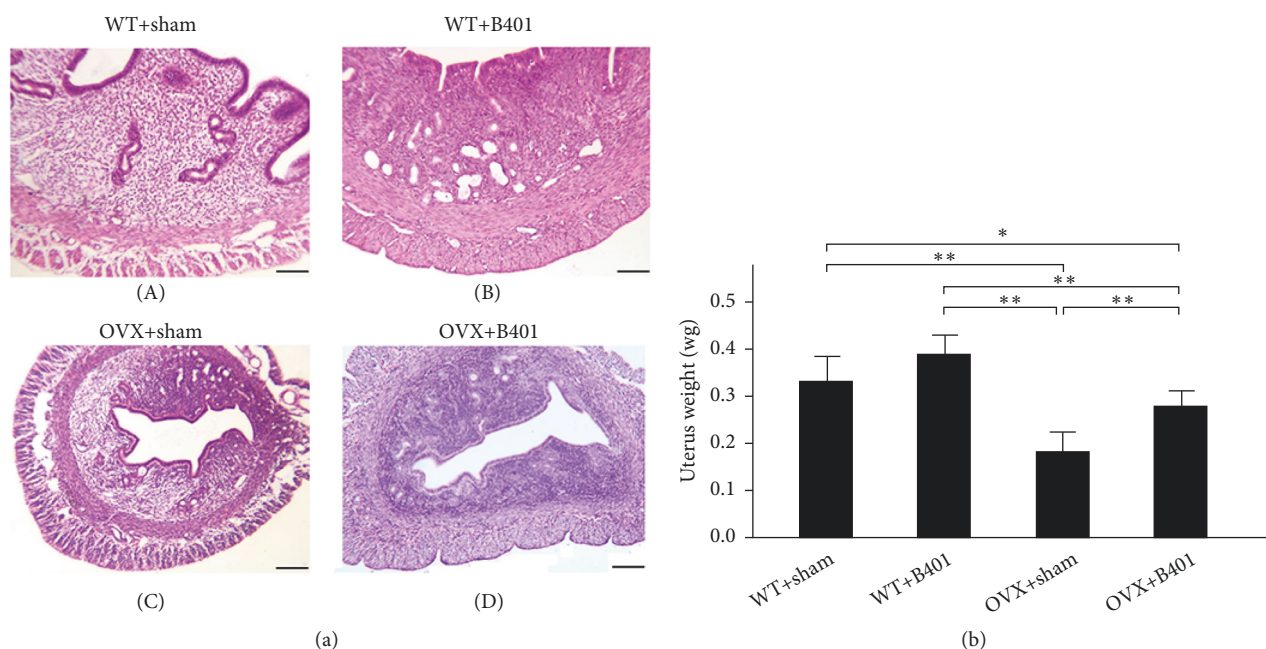 WT+sham
WT+B401
(A)
(B)
OVX+sham
OVX+B401
(C)
(D)
(a)
*
**
**
**
**
Uterus weight (wg)
0.5
0.4
0.3
0.2
0.1
0.0
WT+sham
WT+B401
OVX+sham
OVX+B401
(b)